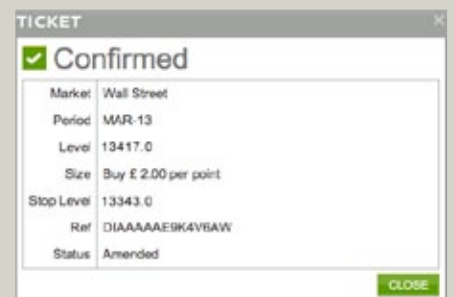 TICKET
Confirmed
Market Wall Street
Period MAR-13
Level 13417.0
Size Buy £ 2.00 per point
Stop Level 13343.0
Ref DIAAAAAE9K4V6AW
Status Amended
CLOSE